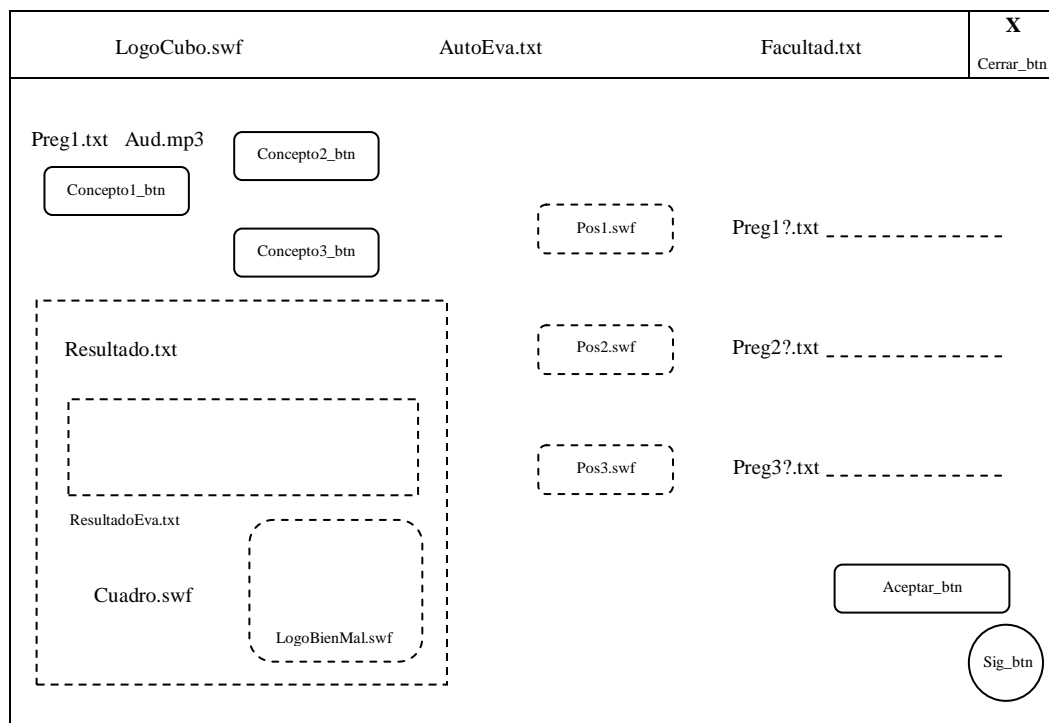 LogoCubo.swf
AutoEva.txt
Facultad.txt
X
Cerrar_btn
Preg1.txt Aud.mp3
Concepto2_btn
Concepto1_btn
Concepto3_btn
Pos1.swf
Preg1?.txt
Resultado.txt
Pos2.swf
Preg2?.txt
Pos3.swf
Preg3?.txt
ResultadoEva.txt
Cuadro.swf
LogoBienMal.swf
Aceptar_btn
Sig_btn